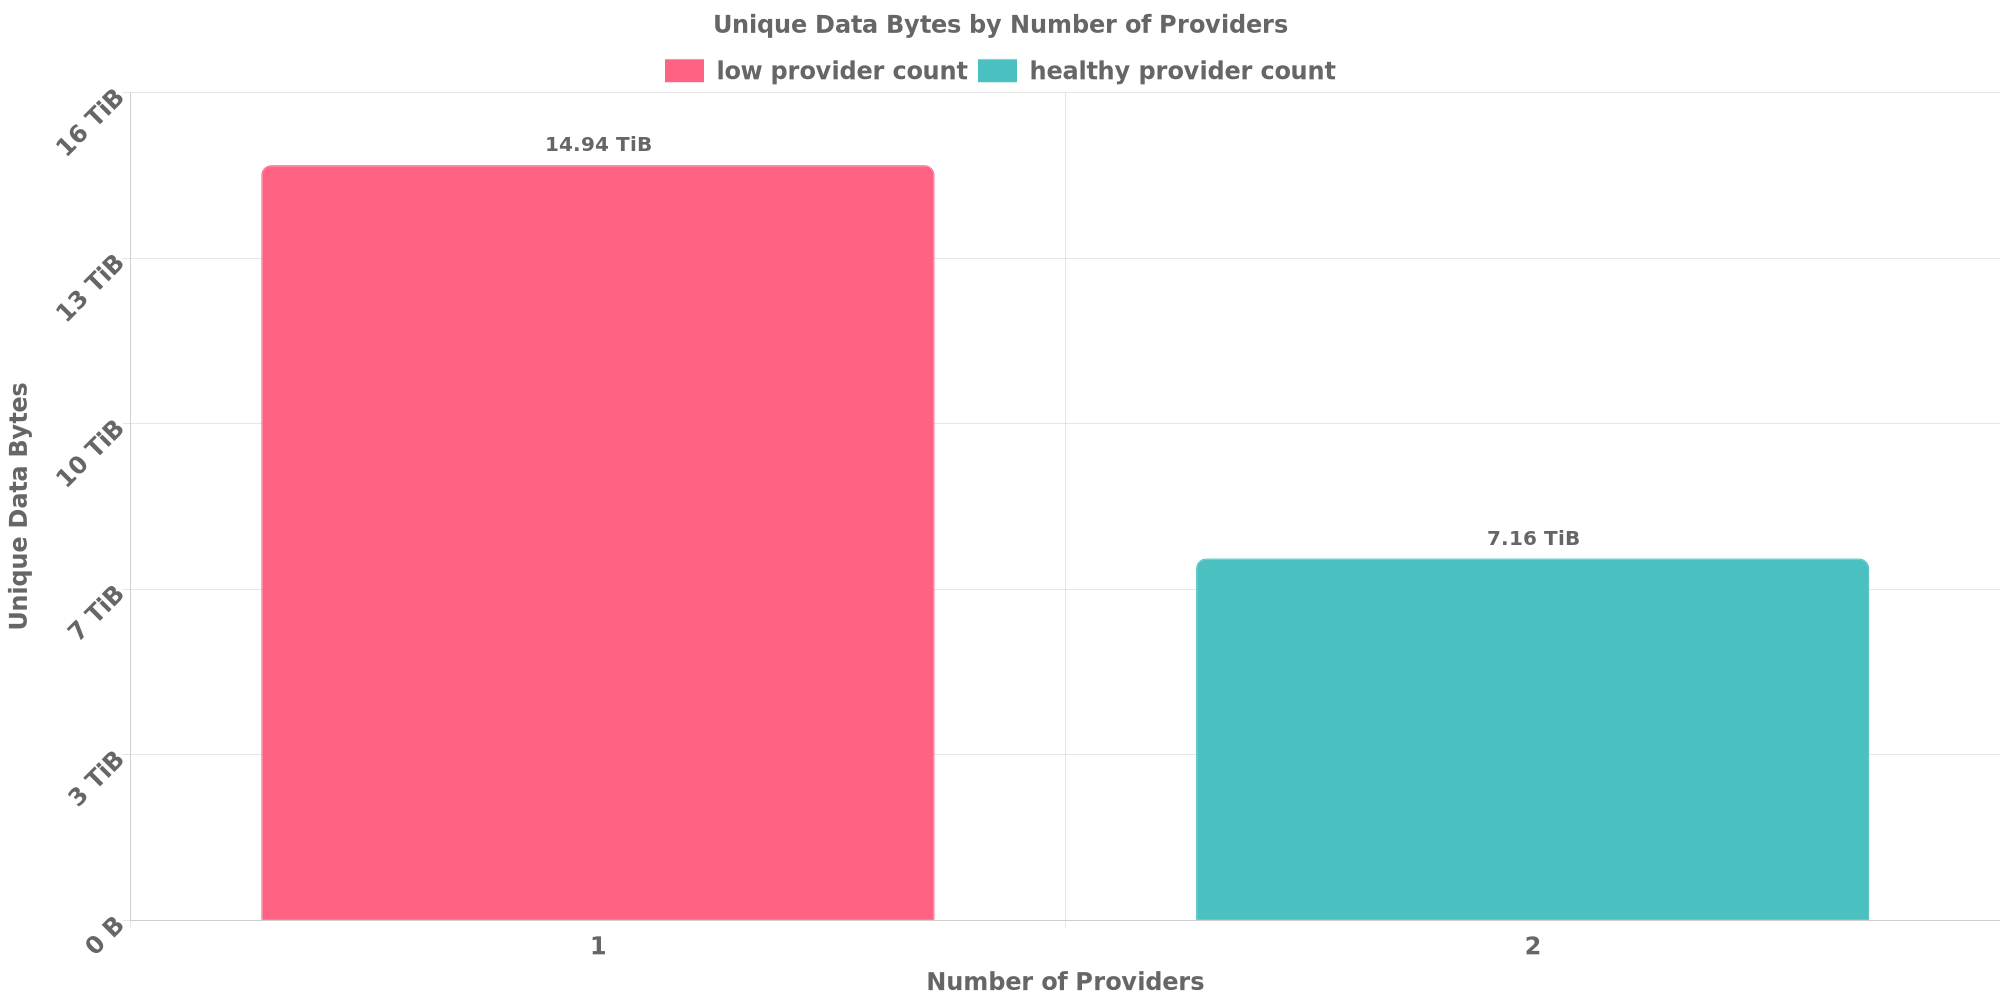 Unique Data Bytes by Number of Providers
low provider count
healthy provider count
16 TiB
13 TiB
10 TiB
7 TiB
3 TiB
0 B
Unique Data Bytes
14.94 TiB
7.16 TiB
1
2
Number of Providers